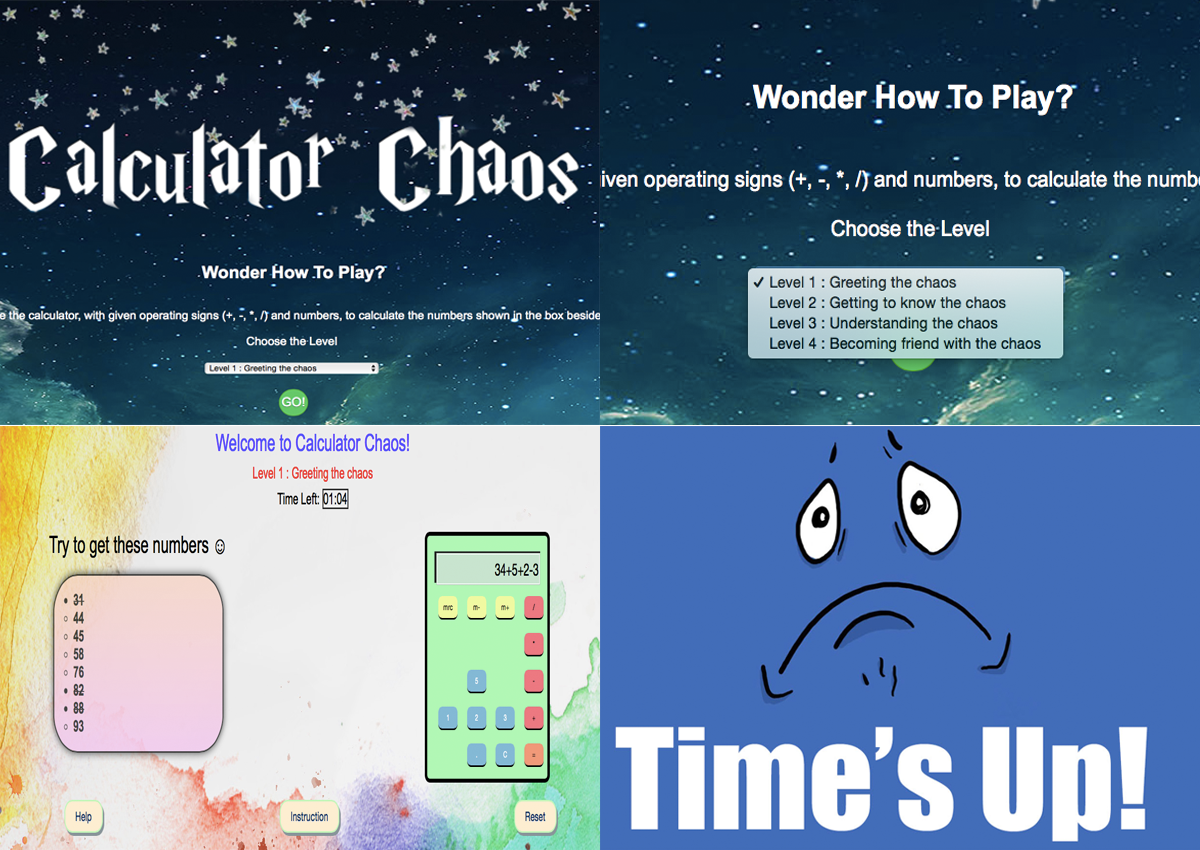 Calculator Chaos
Wonder How To Play?
e the calculator, with given operating signs (+, -, *, /) and numbers, to calculate the numbers shown in the box beside
Choose the Level
Level 1 : Greeting the chaos
GO!
Wonder How To Play?
iven operating signs (+, -, *, /) and numbers, to calculate the numbe
Choose the Level
✓ Level 1 : Greeting the chaos
Level 2 : Getting to know the chaos
Level 3 : Understanding the chaos
Level 4 : Becoming friend with the chaos
Welcome to Calculator Chaos!
Level 1 : Greeting the chaos
Time Left: 01:04
Try to get these numbers ☺
31
44
45
58
76
82
88
93
34+5+2-3
mrc m- m+ /
*
5 -
1 2 3 +
. C =
Help Instruction Reset
Time's Up!